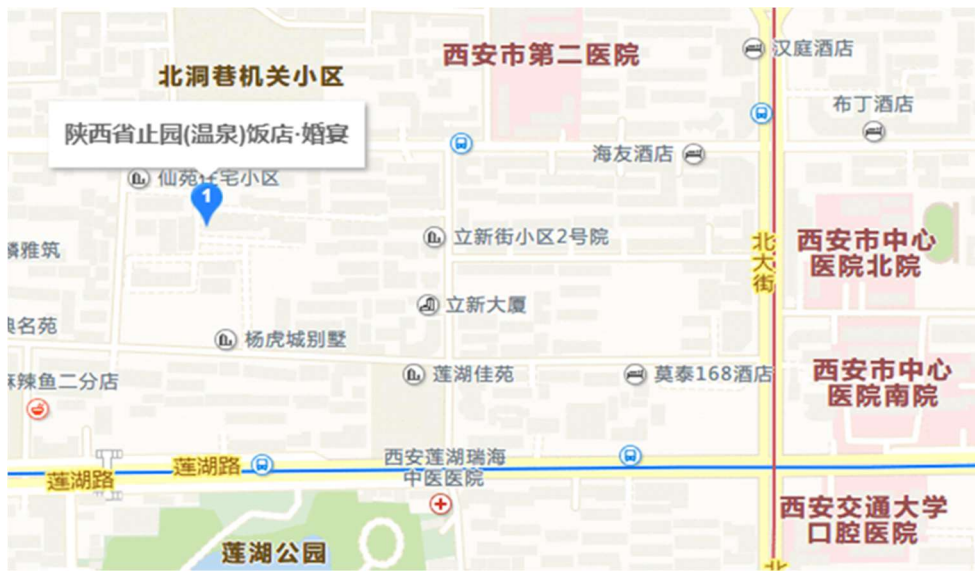 西安市第二医院
汉庭酒店
北洞巷机关小区
布丁酒店
陕西省止园(温泉)饭店·婚宴
海友酒店
仙苑住宅小区
1
立新街小区2号院
雅筑
北大街
西安市中心
医院北院
立新大厦
名苑
杨虎城别墅
莲湖佳苑
莫泰168酒店
西安市中心
医院南院
辣鱼二分店
莲湖路
莲湖路
西安莲湖瑞海
中医医院
西安交通大学
口腔医院
莲湖公园
北